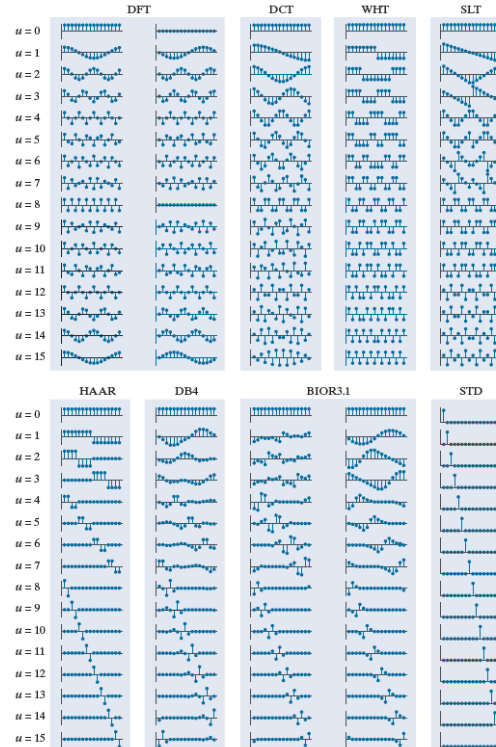 DFT DCT WHT SLT
u = 0
u = 1
u = 2
u = 3
u = 4
u = 5
u = 6
u = 7
u = 8
u = 9
u = 10
u = 11
u = 12
u = 13
u = 14
u = 15
HAAR DB4 BIOR3.1 STD
u = 0
u = 1
u = 2
u = 3
u = 4
u = 5
u = 6
u = 7
u = 8
u = 9
u = 10
u = 11
u = 12
u = 13
u = 14
u = 15